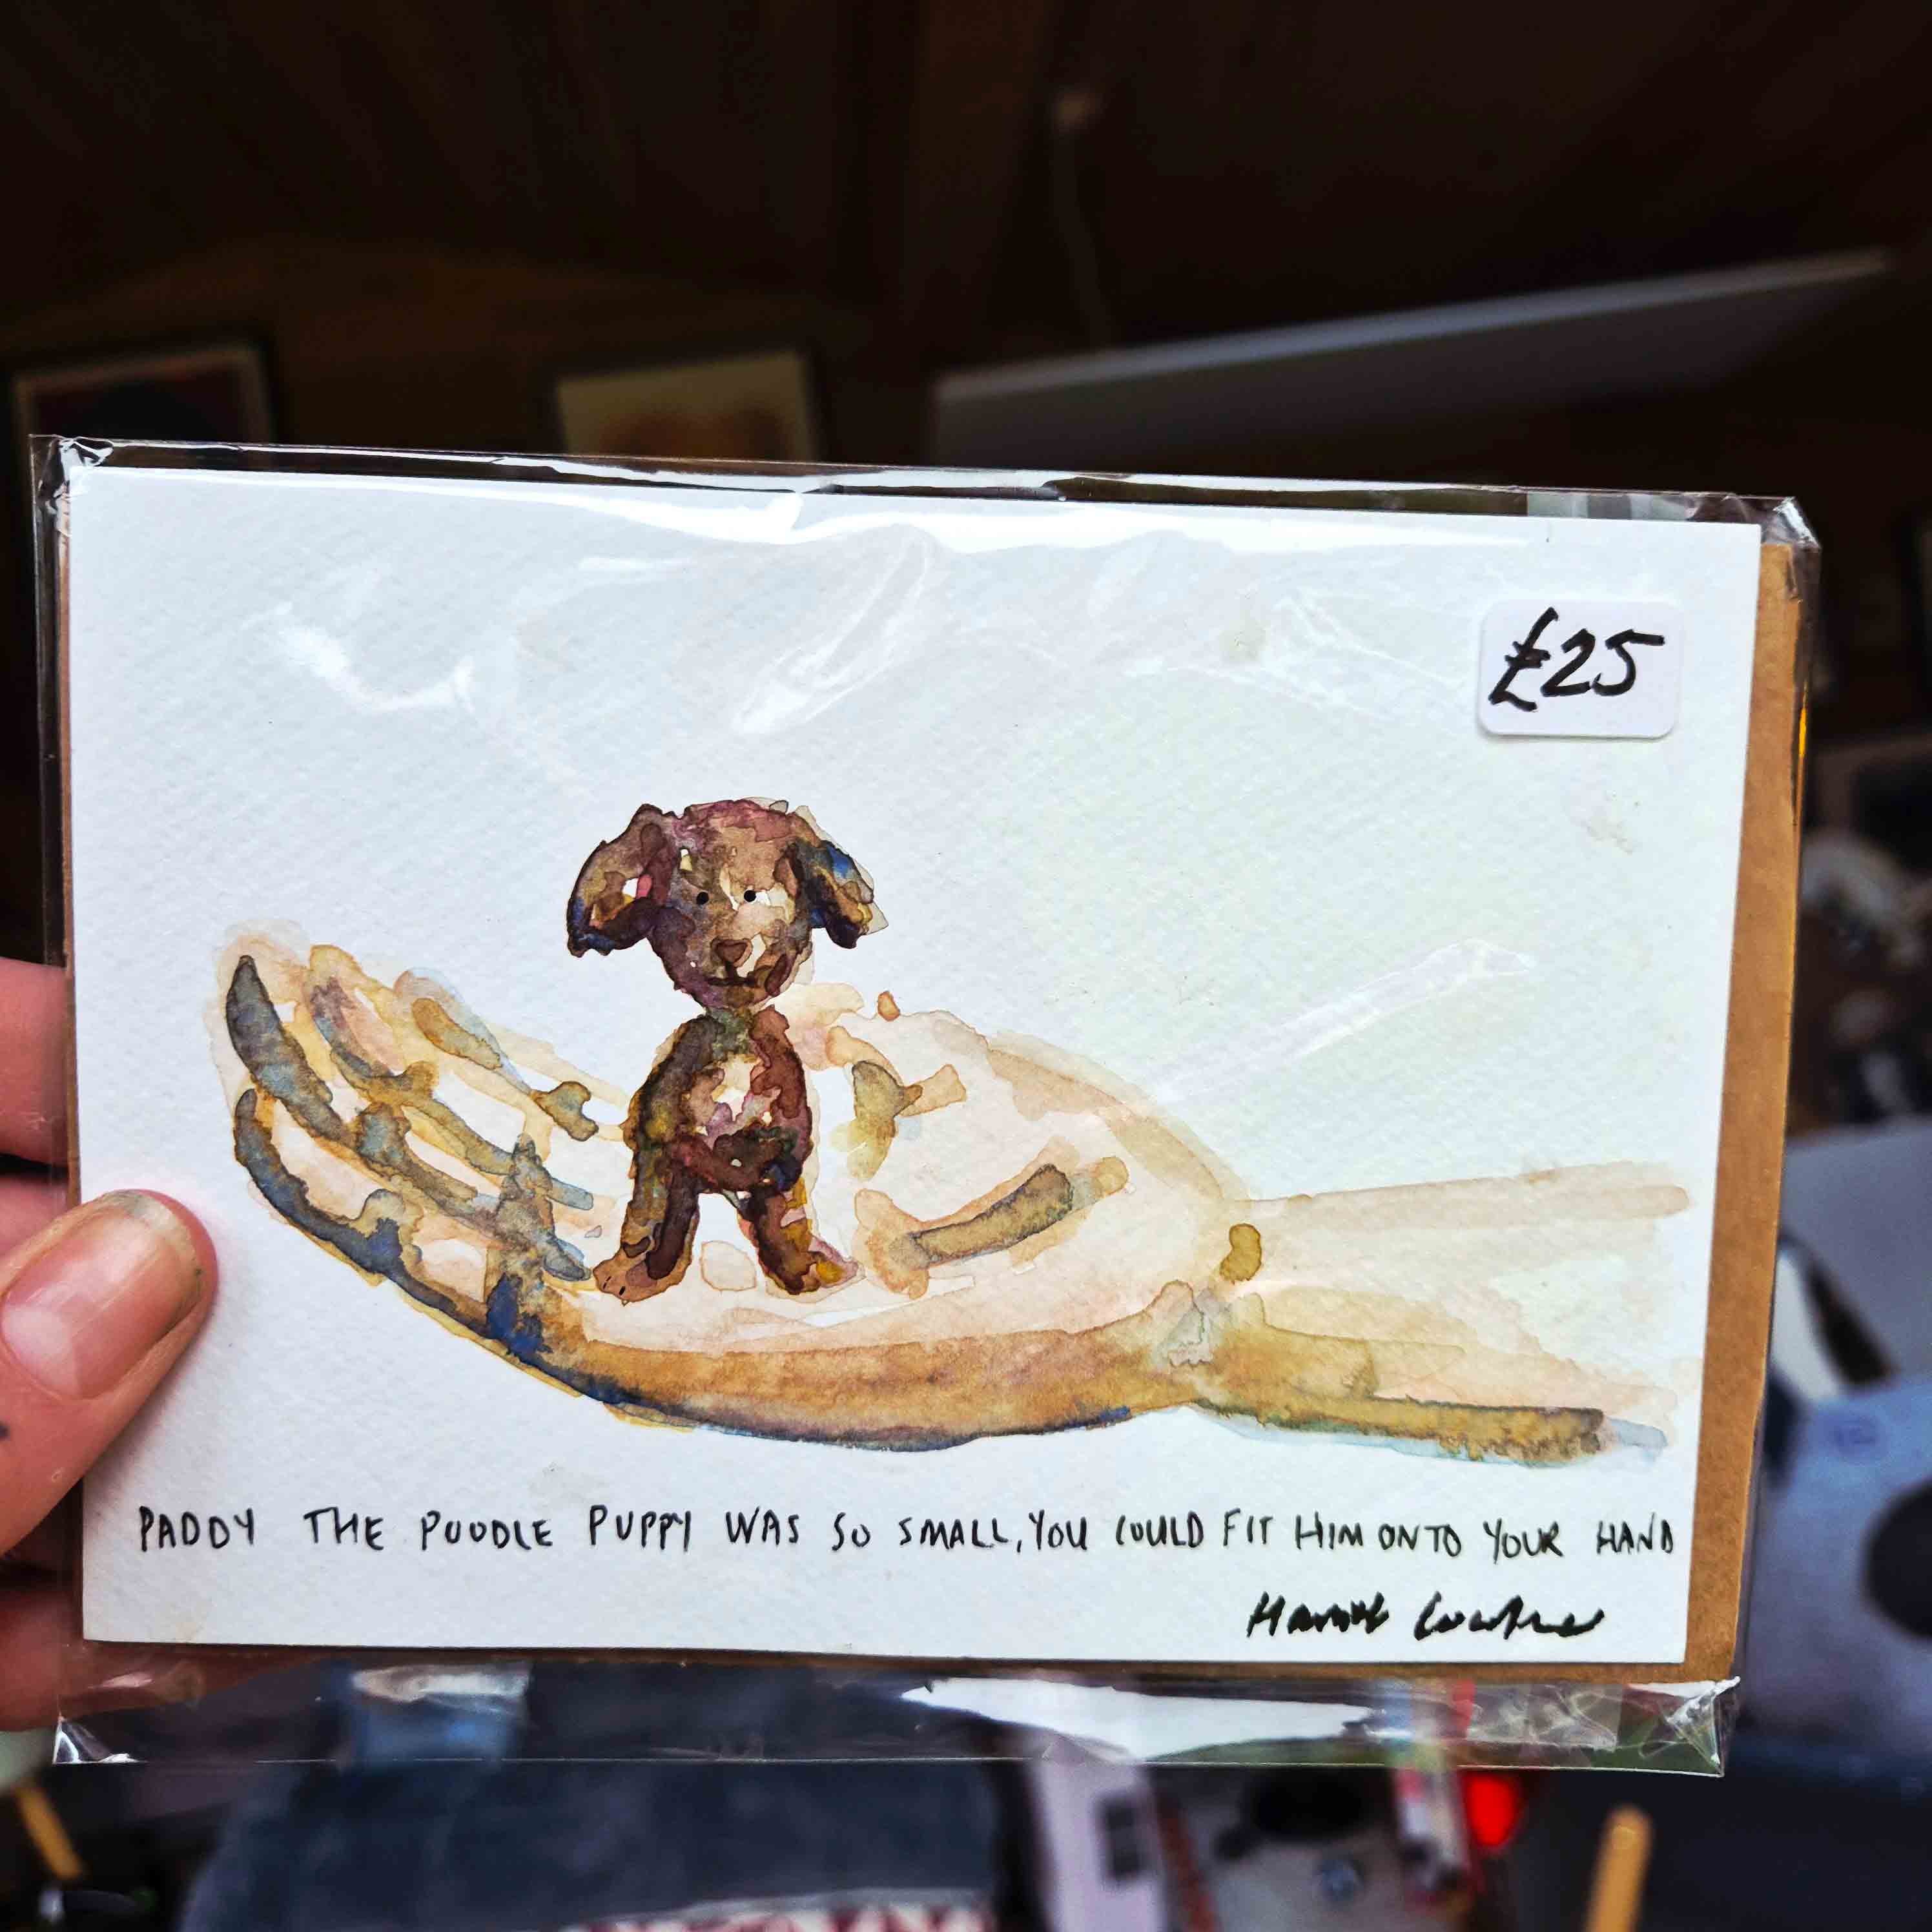 £25
PADDY THE POODLE PUPPY WAS SO SMALL, YOU COULD FIT HIM ONTO YOUR HAND